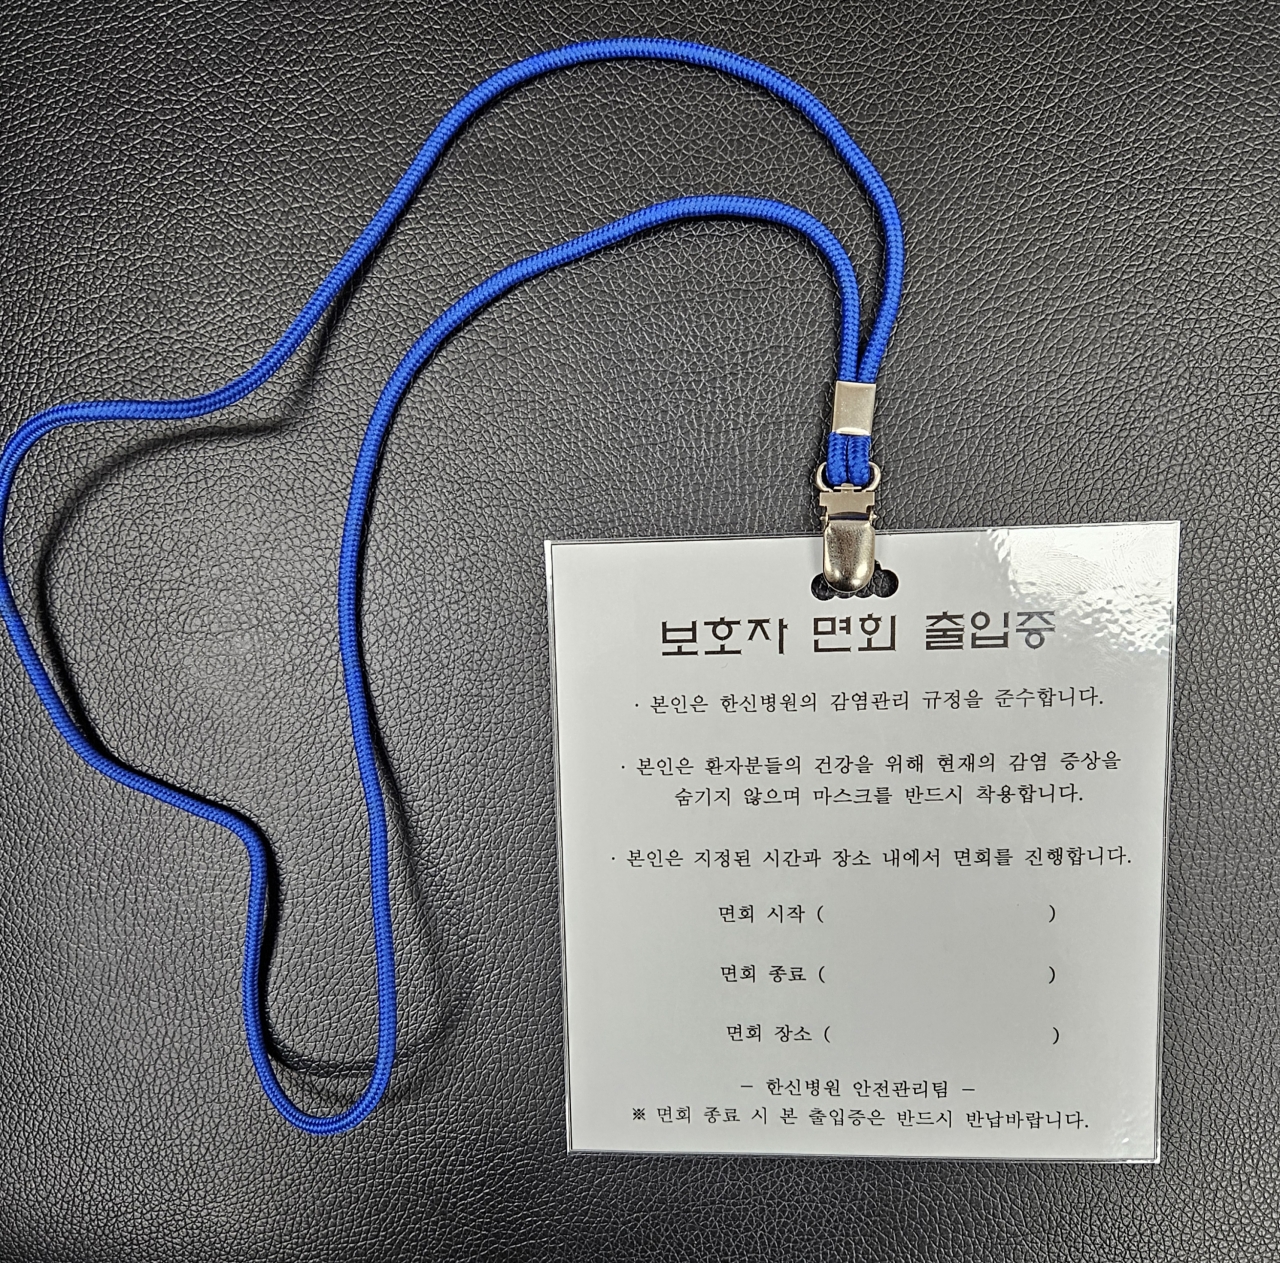 보호자 면회 출입증
· 본인은 한신병원의 감염관리 규정을 준수합니다.
· 본인은 환자분들의 건강을 위해 현재의 감염 증상을
숨기지 않으며 마스크를 반드시 착용합니다.
· 본인은 지정된 시간과 장소 내에서 면회를 진행합니다.
면회 시작 ( )
면회 종료 ( )
면회 장소 ( )
- 한신병원 안전관리팀 -
※ 면회 종료 시 본 출입증은 반드시 반납바랍니다.